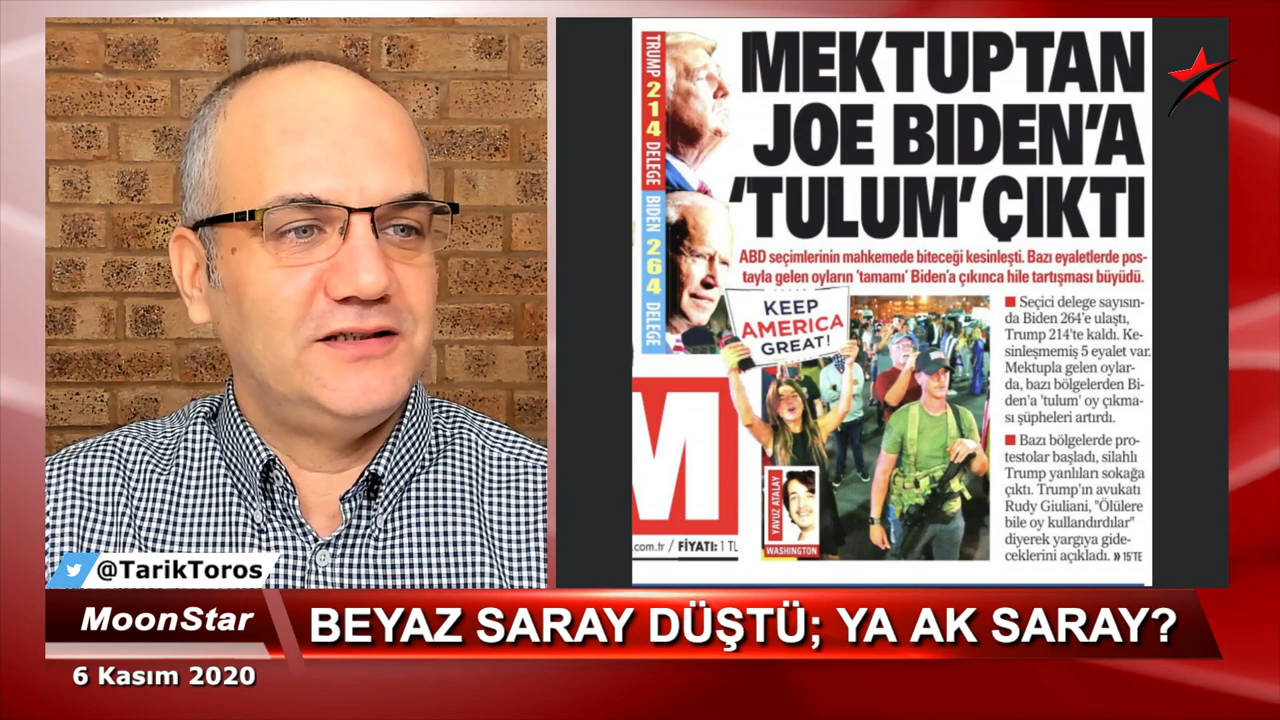 TRUMP 214 DELEGE
BIDEN 264 DELEGE
MEKTUPTAN
JOE BIDEN'A
'TULUM' ÇIKTI
ABD seçimlerinin mahkemede biteceği kesinleşti. Bazı eyaletlerde pos-
tayla gelen oyların 'tamamı' Biden'a çıkınca hile tartışması büyüdü.
KEEP
AMERICA
GREAT!
■ Seçici delege sayısın-
da Biden 264'e ulaştı,
Trump 214'te kaldı. Ke-
sinleşmemiş 5 eyalet var.
Mektupla gelen oylar-
da, bazı bölgelerden Bi-
den'a 'tulum' oy çıkma-
sı şüpheleri artırdı.
■ Bazı bölgelerde pro-
testolar başladı, silahlı
Trump yanlıları sokağa
çıktı. Trump'ın avukatı
Rudy Giuliani, "Ölülere
bile oy kullandırdılar"
diyerek yargıya gide-
ceklerini açıkladı. » 15'TE
YAVUZ ATALAY
WASHINGTON
M
.com.tr / FİYATI: 1 TL
@TarikToros
MoonStar
BEYAZ SARAY DÜŞTÜ; YA AK SARAY?
6 Kasım 2020